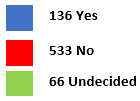 136 Yes
533 No
66 Undecided